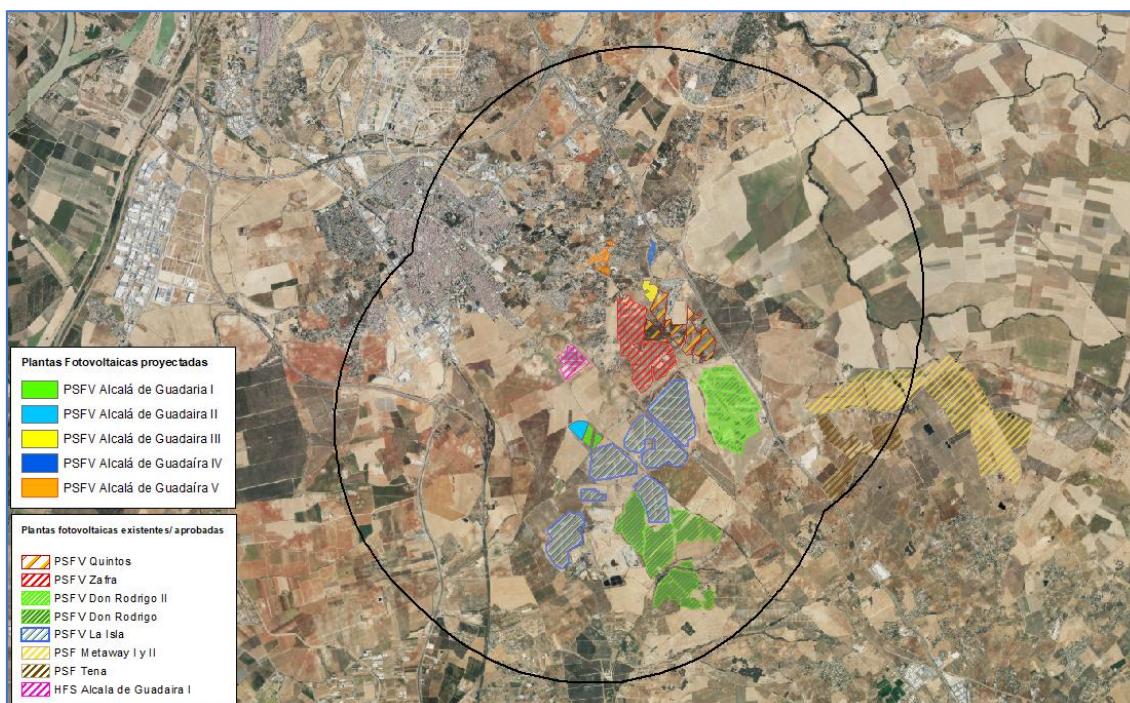 Plantas Fotovoltaicas proyectadas
PSFV Alcalá de Guadaria I
PSFV Alcalá de Guadaira II
PSFV Alcalá de Guadaira III
PSFV Alcalá de Guadaíra IV
PSFV Alcalá de Guadaíra V
Plantas fotovoltaicas existentes/ aprobadas
PSFV Quintos
PSFV Zafra
PSFV Don Rodrigo II
PSFV Don Rodrigo
PSFV La Isla
PSF Metaway I y II
PSF Tena
HFS Alcala de Guadaira I